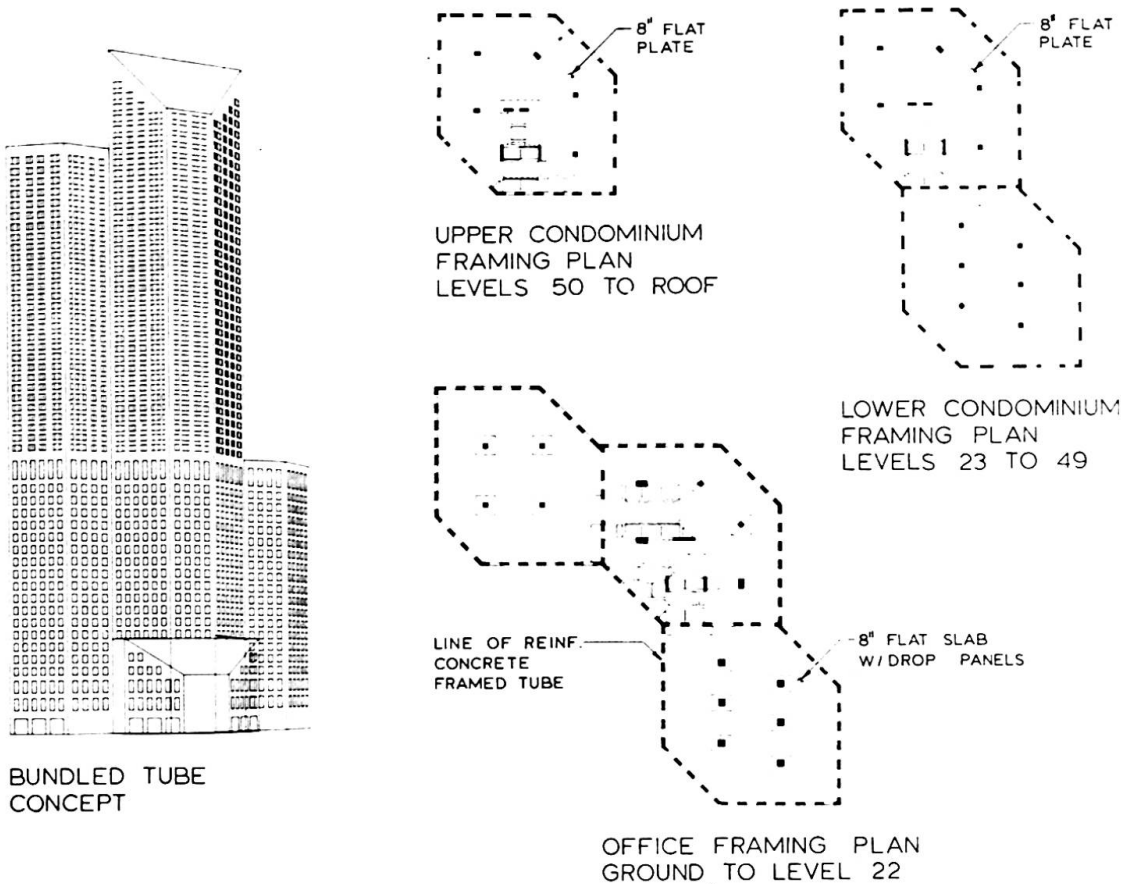 8" FLAT
PLATE
UPPER CONDOMINIUM
FRAMING PLAN
LEVELS 50 TO ROOF
8" FLAT
PLATE
LOWER CONDOMINIUM
FRAMING PLAN
LEVELS 23 TO 49
LINE OF REINF.
CONCRETE
FRAMED TUBE
8" FLAT SLAB
W/DROP PANELS
BUNDLED TUBE
CONCEPT
OFFICE FRAMING PLAN
GROUND TO LEVEL 22